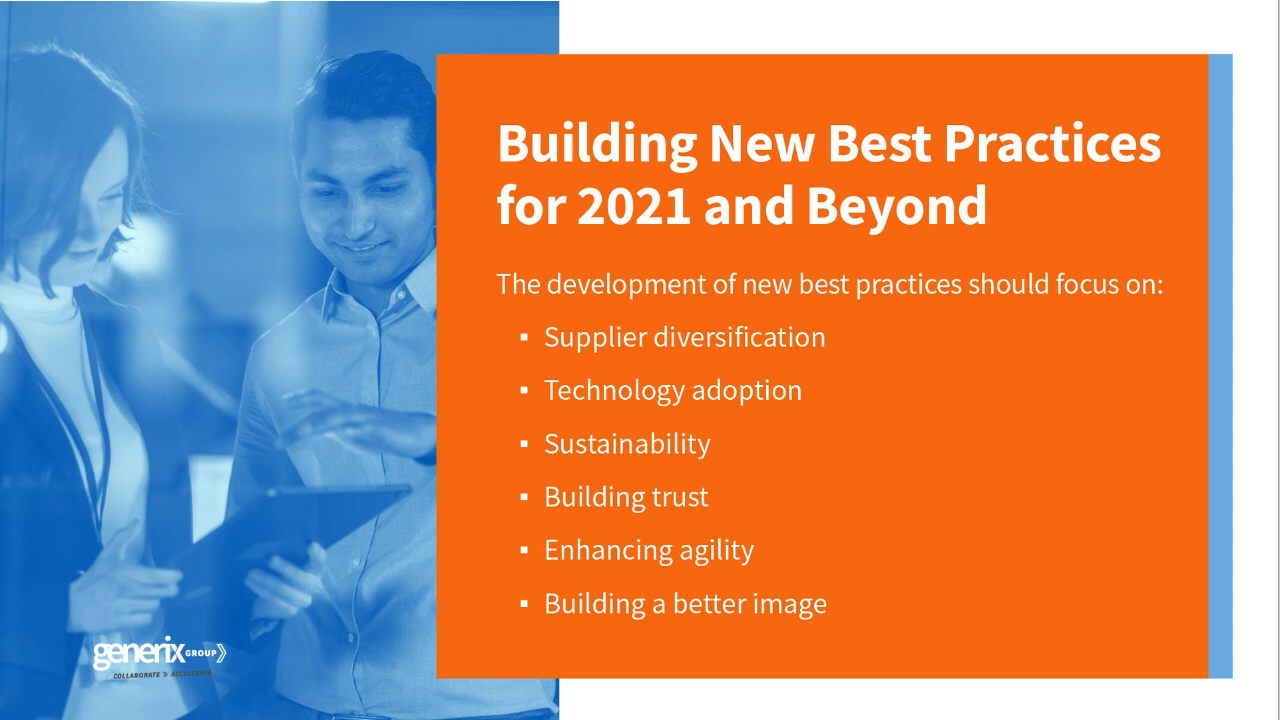 Building New Best Practices
for 2021 and Beyond
The development of new best practices should focus on:
▪ Supplier diversification
▪ Technology adoption
▪ Sustainability
▪ Building trust
▪ Enhancing agility
▪ Building a better image
generix GROUP
COLLABORATE » ACCELERATE